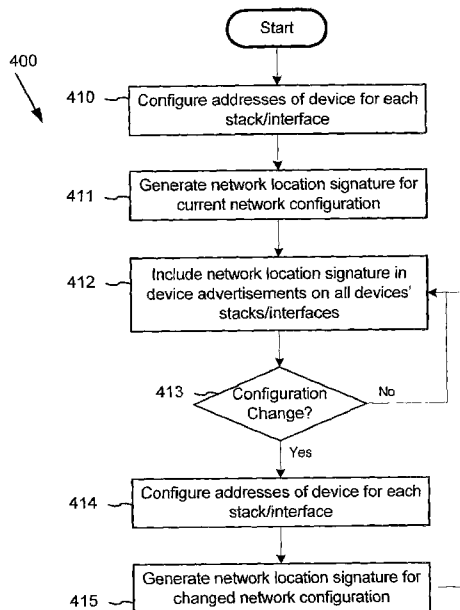 Start
400
410
Configure addresses of device for each
stack/interface
411
Generate network location signature for
current network configuration
412
Include network location signature in
device advertisements on all devices'
stacks/interfaces
413
Configuration
Change?
No
Yes
414
Configure addresses of device for each
stack/interface
415
Generate network location signature for
changed network configuration